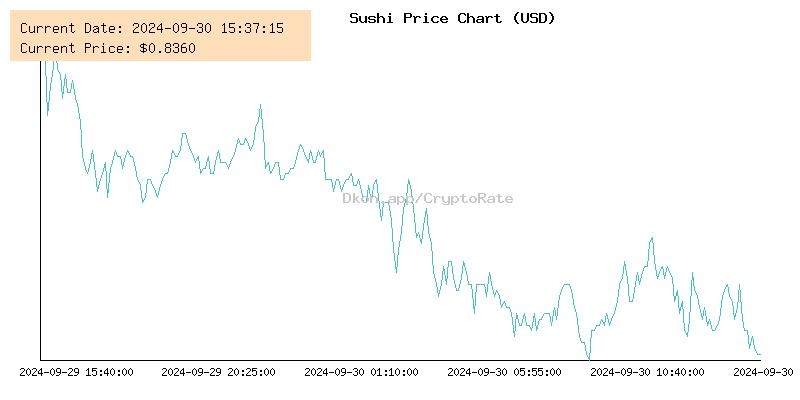 Sushi Price Chart (USD)
Current Date: 2024-09-30 15:37:15
Current Price: $0.8360
Dkon.app/CryptoRate
2024-09-29 15:40:00
2024-09-29 20:25:00
2024-09-30 01:10:00
2024-09-30 05:55:00
2024-09-30 10:40:00
2024-09-30